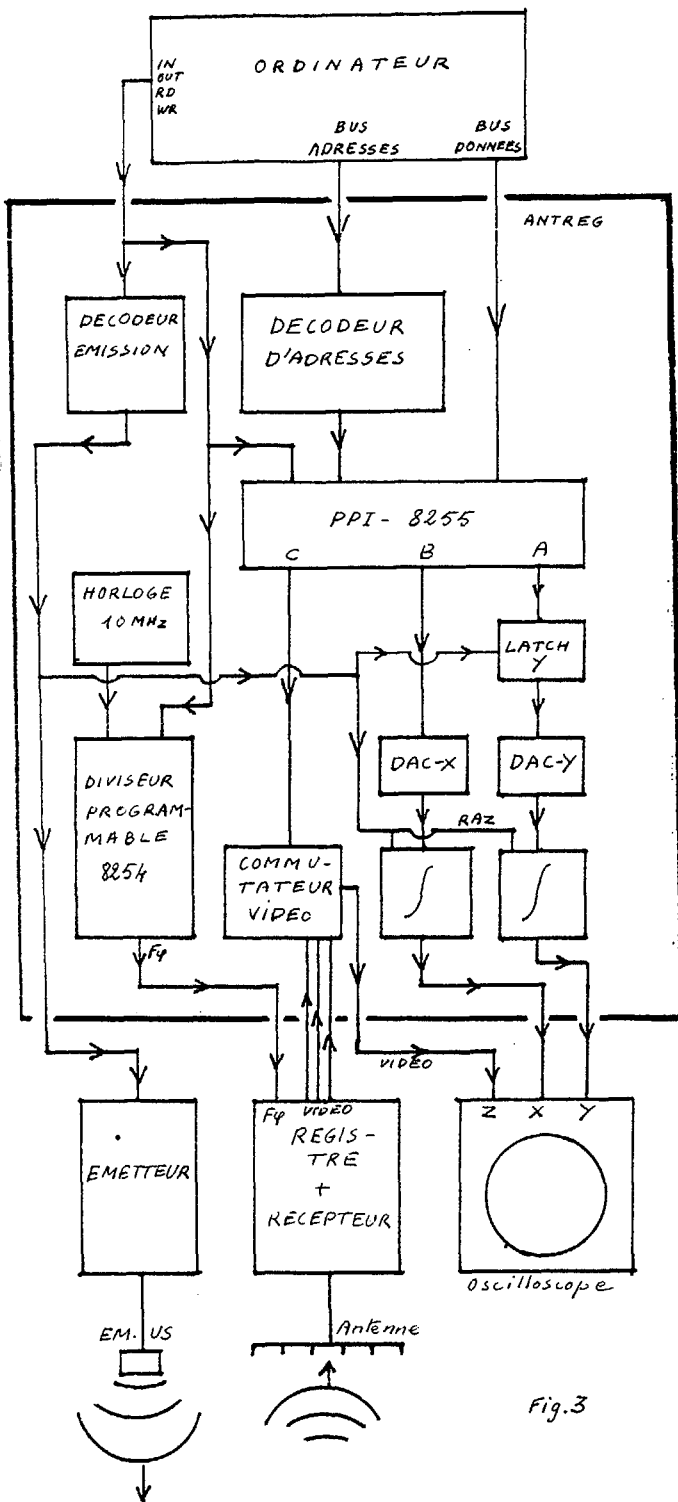 IN
OUT
RD
WR
ORDINATEUR
BUS
ADRESSES
BUS
DONNEES
ANTREG
DECODEUR
EMISSION
DECODEUR
D'ADRESSES
PPI - 8255
C
B
A
HORLOGE
10 MHz
LATCH
Y
DIVISEUR
PROGRAM-
MABLE
8254
DAC-X
DAC-Y
RAZ
COMMU-
TATEUR
VIDEO
∫
∫
Fφ
VIDEO
Fφ
VIDEO
REGIS-
TRE
+
RECEPTEUR
Z
X
Y
EMETTEUR
Oscilloscope
EM. US
Antenne
Fig.3